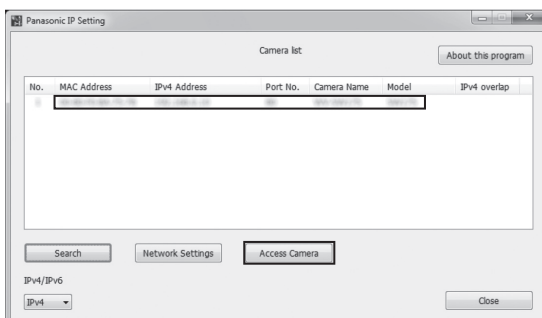 Panasonic IP Setting
Camera list
About this program
No. MAC Address IPv4 Address Port No. Camera Name Model IPv4 overlap
Search Network Settings Access Camera
IPv4/IPv6
IPv4 Close